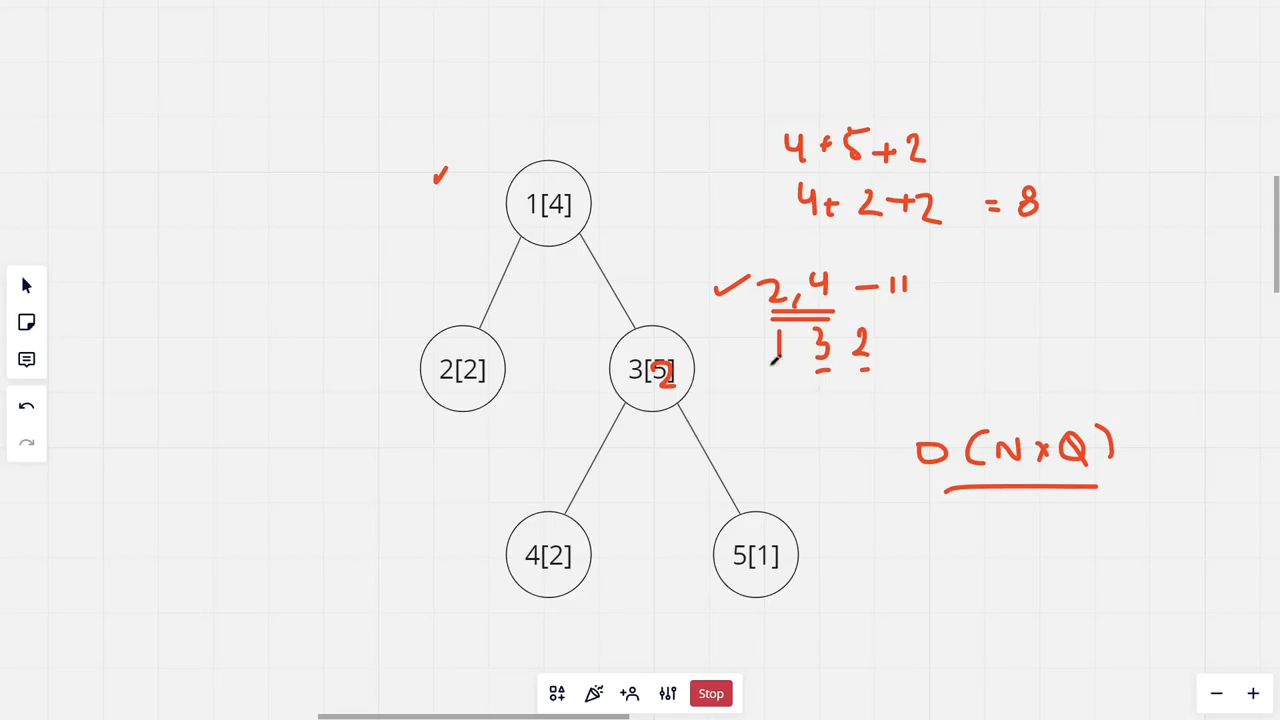 4 + 5 + 2
1[4]
4 + 2 + 2 = 8
2, 4 - 11
1 3 2
2[2]
3[5]
2
O (N x Q)
4[2]
5[1]
Stop